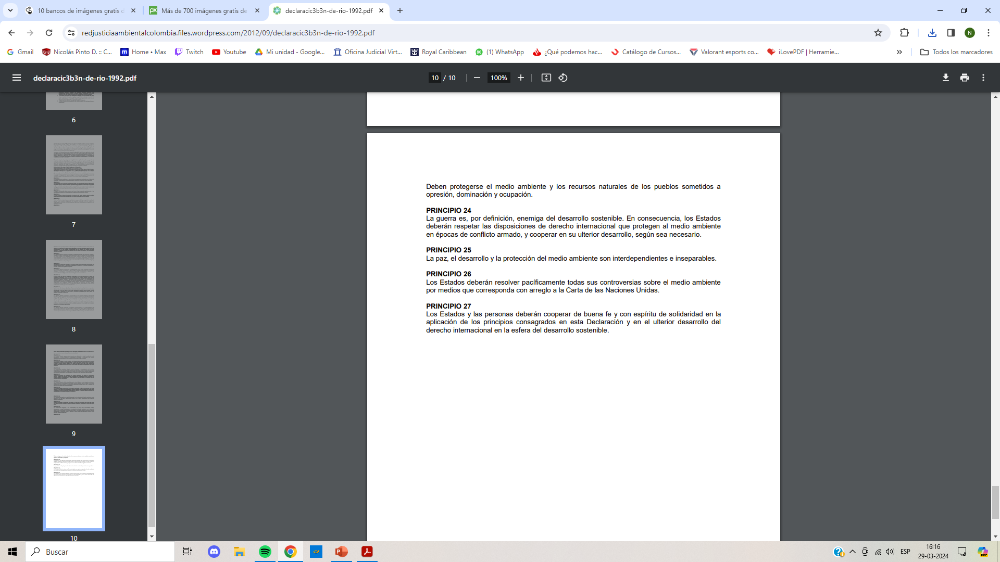 10 bancos de imágenes gratis d
Más de 700 imágenes gratis de
declaracic3b3n-de-rio-1992.pdf
redjusticiaambientalcolombia.files.wordpress.com/2012/09/declaracic3b3n-de-rio-1992.pdf
N
Gmail
Nicolás Pinto D. :: C...
Home • Max
Twitch
Youtube
Mi unidad - Google...
Oficina Judicial Virt...
Royal Caribbean
(1) WhatsApp
¿Qué podemos hac...
Catálogo de Cursos...
Valorant esports co...
iLovePDF | Herramie...
Todos los marcadores
declaracic3b3n-de-rio-1992.pdf
10 / 10
100%
6
7
8
9
10
Deben protegerse el medio ambiente y los recursos naturales de los pueblos sometidos a
opresión, dominación y ocupación.
PRINCIPIO 24
La guerra es, por definición, enemiga del desarrollo sostenible. En consecuencia, los Estados
deberán respetar las disposiciones de derecho internacional que protegen al medio ambiente
en épocas de conflicto armado, y cooperar en su ulterior desarrollo, según sea necesario.
PRINCIPIO 25
La paz, el desarrollo y la protección del medio ambiente son interdependientes e inseparables.
PRINCIPIO 26
Los Estados deberán resolver pacíficamente todas sus controversias sobre el medio ambiente
por medios que corresponda con arreglo a la Carta de las Naciones Unidas.
PRINCIPIO 27
Los Estados y las personas deberán cooperar de buena fe y con espíritu de solidaridad en la
aplicación de los principios consagrados en esta Declaración y en el ulterior desarrollo del
derecho internacional en la esfera del desarrollo sostenible.
Buscar
ESP
16:16
29-03-2024